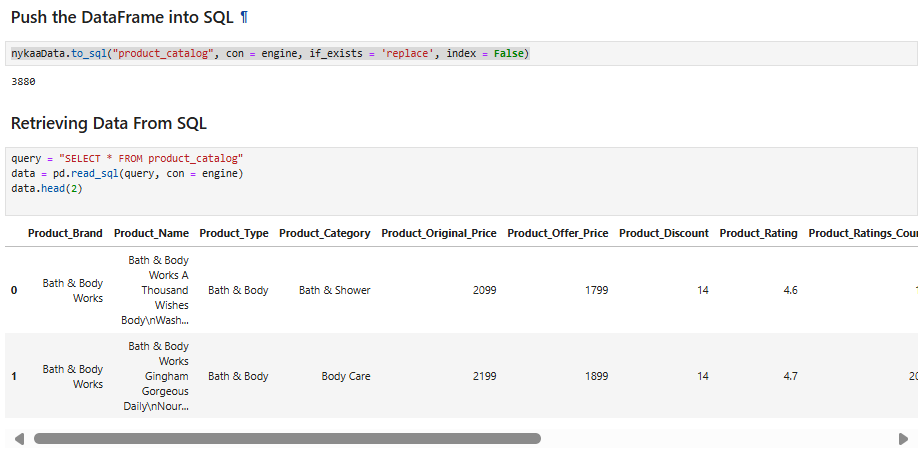 Push the DataFrame into SQL ¶
nykaaData.to_sql("product_catalog", con = engine, if_exists = 'replace', index = False)
3880
Retrieving Data From SQL
query = "SELECT * FROM product_catalog"
data = pd.read_sql(query, con = engine)
data.head(2)
Product_Brand Product_Name Product_Type Product_Category Product_Original_Price Product_Offer_Price Product_Discount Product_Rating Product_Ratings_Cou
0 Bath & Body Works Bath & Body Works A Thousand Wishes Body\nWash... Bath & Body Bath & Shower 2099 1799 14 4.6
1 Bath & Body Works Bath & Body Works Gingham Gorgeous Daily\nNour... Bath & Body Body Care 2199 1899 14 4.7 20